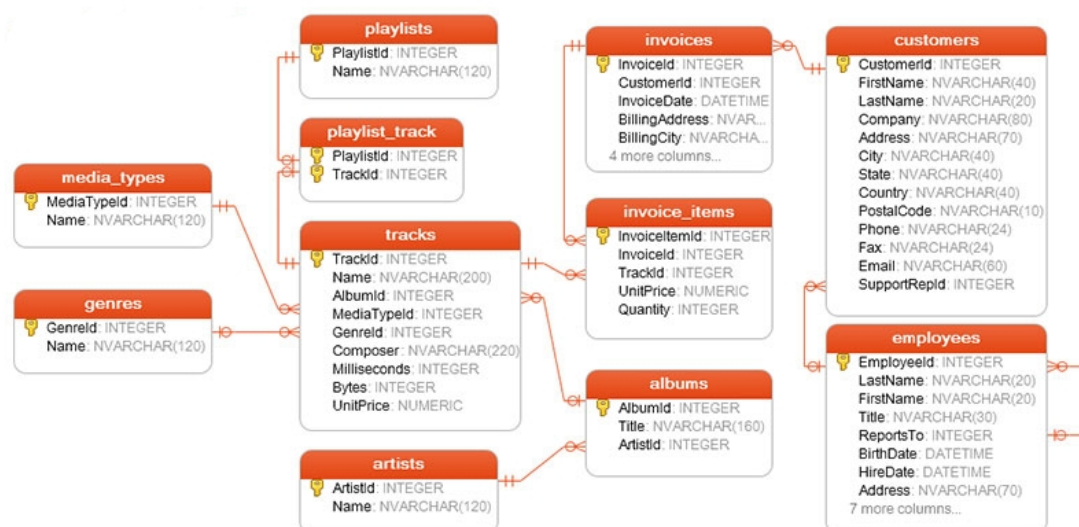 playlists
PlaylistId: INTEGER
Name: NVARCHAR(120)
playlist_track
PlaylistId: INTEGER
TrackId: INTEGER
media_types
MediaTypeId: INTEGER
Name: NVARCHAR(120)
genres
GenreId: INTEGER
Name: NVARCHAR(120)
tracks
TrackId: INTEGER
Name: NVARCHAR(200)
AlbumId: INTEGER
MediaTypeId: INTEGER
GenreId: INTEGER
Composer: NVARCHAR(220)
Milliseconds: INTEGER
Bytes: INTEGER
UnitPrice: NUMERIC
artists
ArtistId: INTEGER
Name: NVARCHAR(120)
invoices
InvoiceId: INTEGER
CustomerId: INTEGER
InvoiceDate: DATETIME
BillingAddress: NVAR...
BillingCity: NVARCHA...
4 more columns...
invoice_items
InvoiceItemId: INTEGER
InvoiceId: INTEGER
TrackId: INTEGER
UnitPrice: NUMERIC
Quantity: INTEGER
albums
AlbumId: INTEGER
Title: NVARCHAR(160)
ArtistId: INTEGER
customers
CustomerId: INTEGER
FirstName: NVARCHAR(40)
LastName: NVARCHAR(20)
Company: NVARCHAR(80)
Address: NVARCHAR(70)
City: NVARCHAR(40)
State: NVARCHAR(40)
Country: NVARCHAR(40)
PostalCode: NVARCHAR(10)
Phone: NVARCHAR(24)
Fax: NVARCHAR(24)
Email: NVARCHAR(60)
SupportRepId: INTEGER
employees
EmployeeId: INTEGER
LastName: NVARCHAR(20)
FirstName: NVARCHAR(20)
Title: NVARCHAR(30)
ReportsTo: INTEGER
BirthDate: DATETIME
HireDate: DATETIME
Address: NVARCHAR(70)
7 more columns...